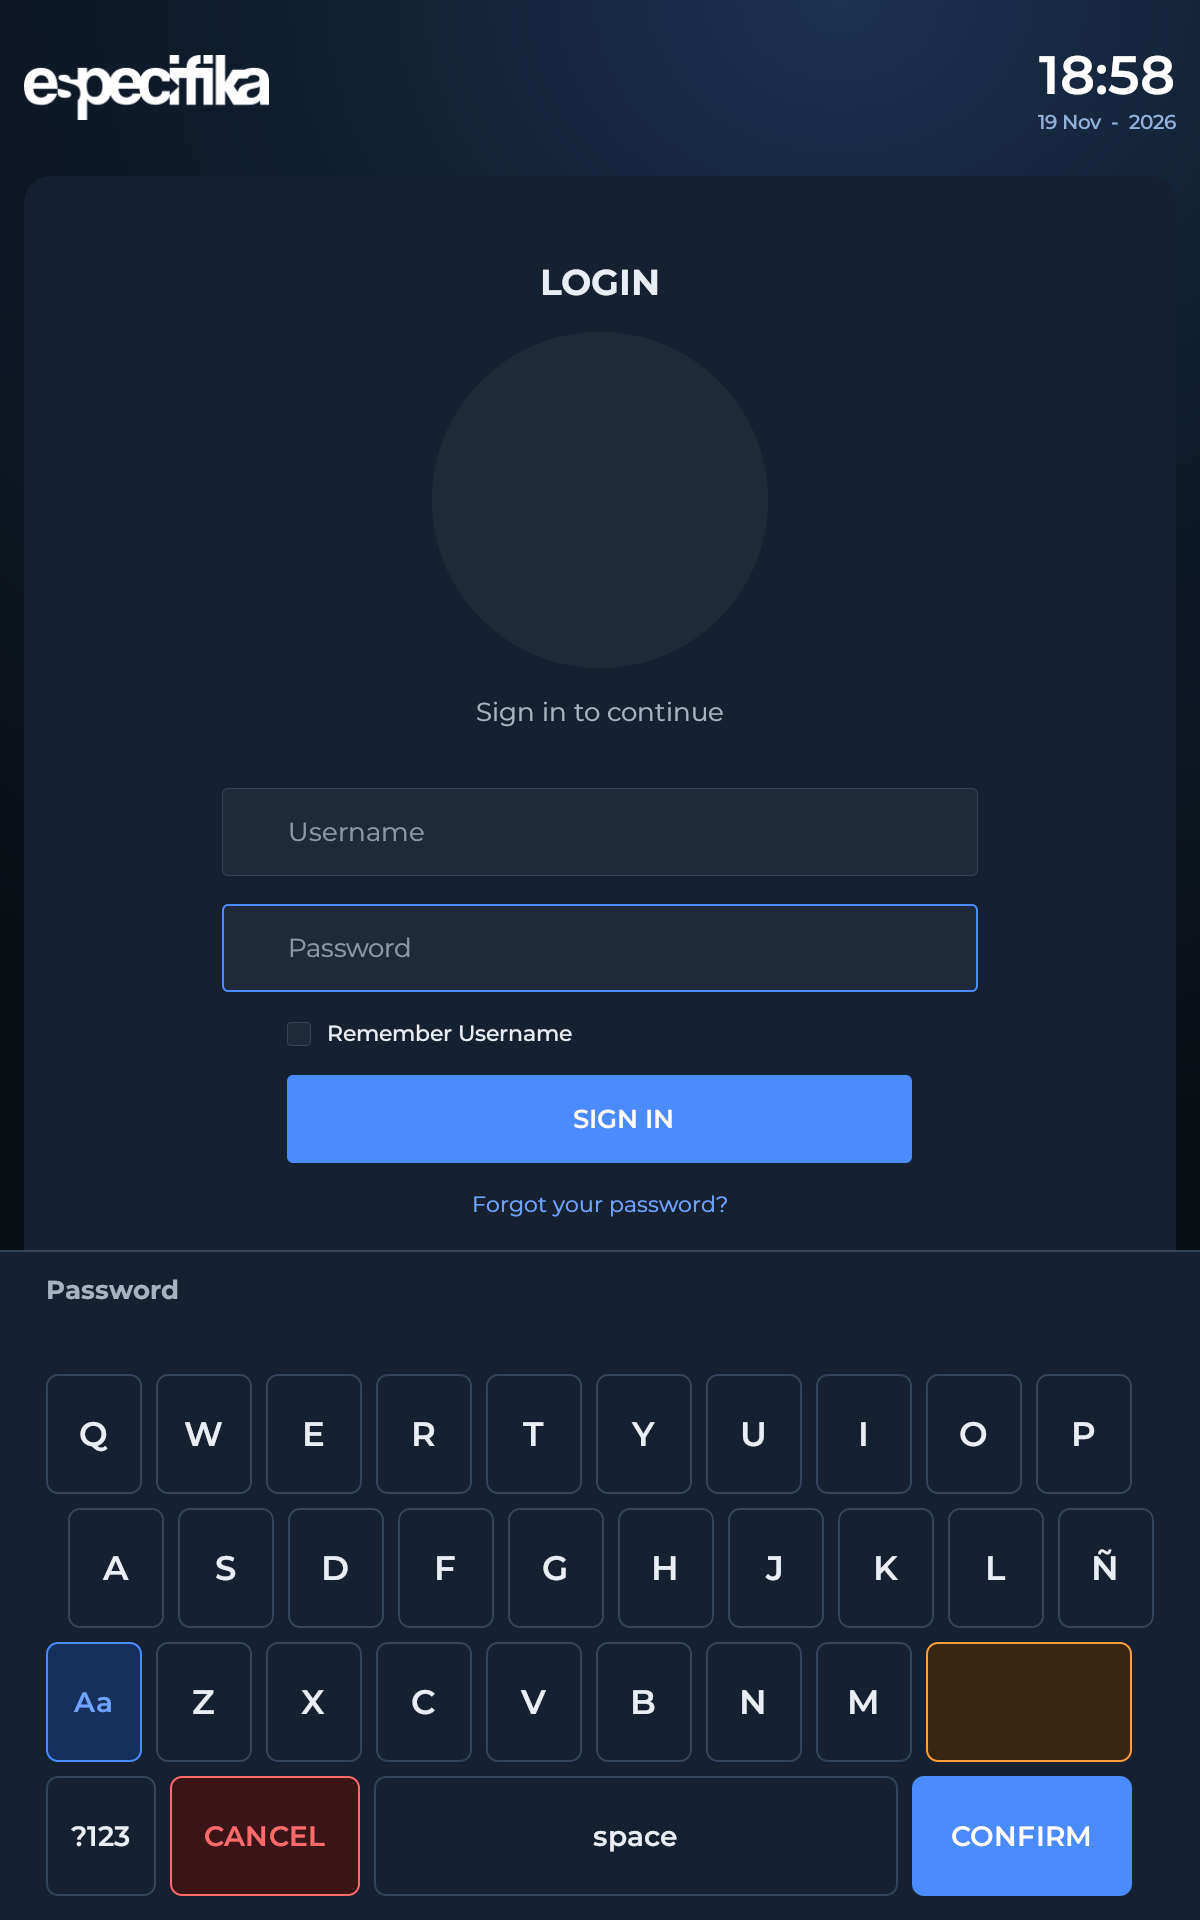 especifika
18:58
19 Nov - 2026
LOGIN
Sign in to continue
Username
Password
Remember Username
SIGN IN
Forgot your password?
Password
Q W E R T Y U I O P
A S D F G H J K L Ñ
Aa Z X C V B N M
?123 CANCEL space CONFIRM